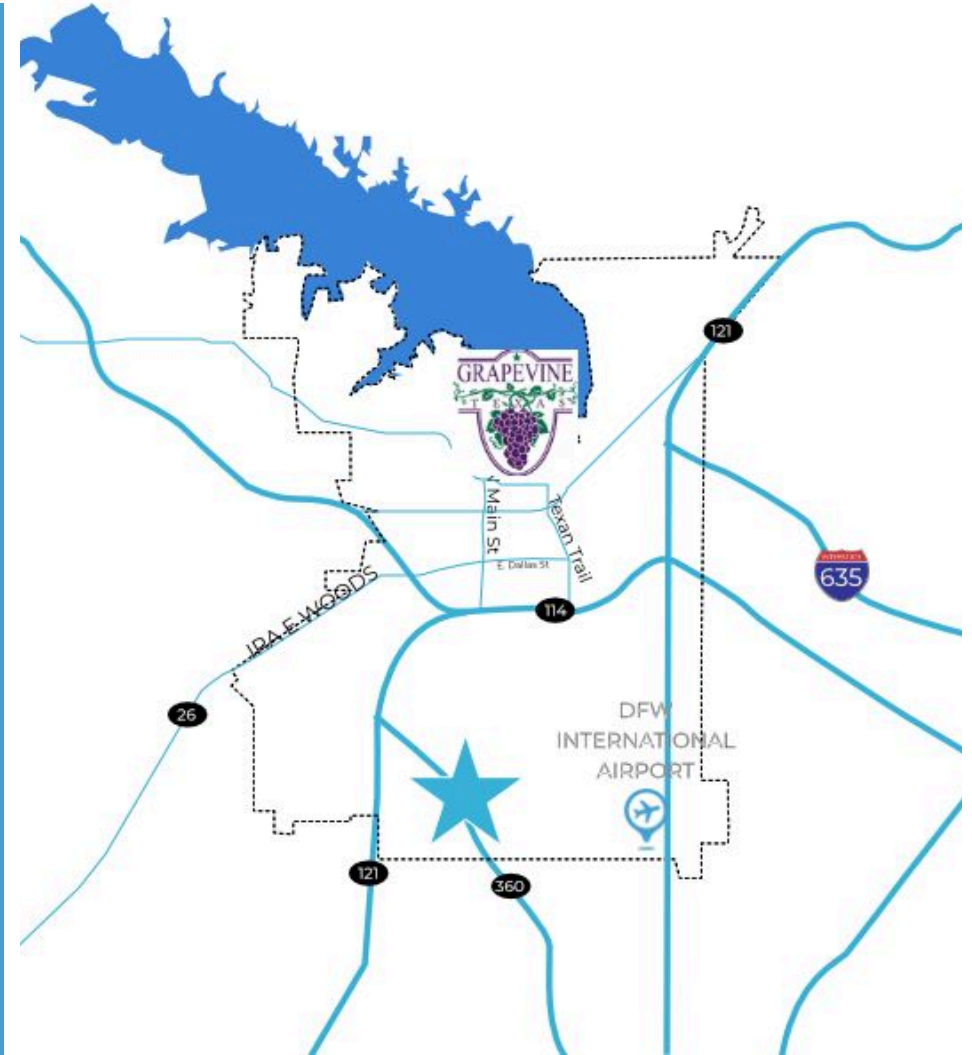 121
GRAPEVINE
TEXAS
635
Main St
Texan Trail
E. Dallas St
114
IRA E WOODS
26
DFW
INTERNATIONAL
AIRPORT
121
360